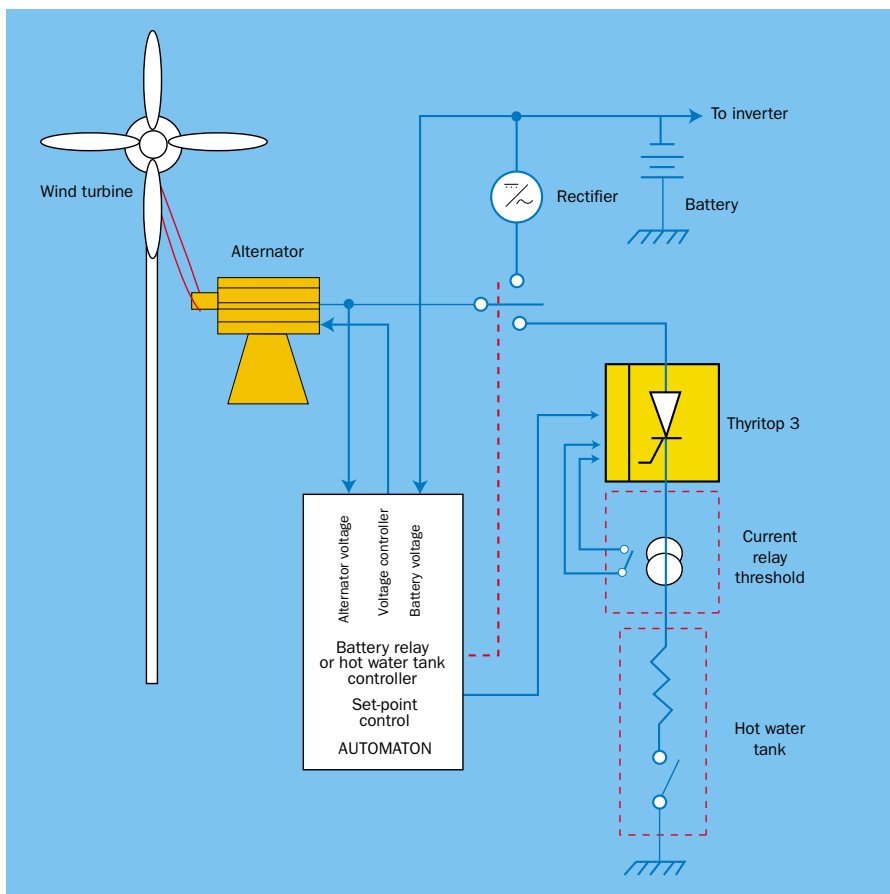 To inverter
Wind turbine
Rectifier
Battery
Alternator
Thyritop 3
Alternator voltage
Voltage controller
Battery voltage
Current
relay
threshold
Battery relay
or hot water tank
controller
Set-point
control
AUTOMATON
Hot water
tank